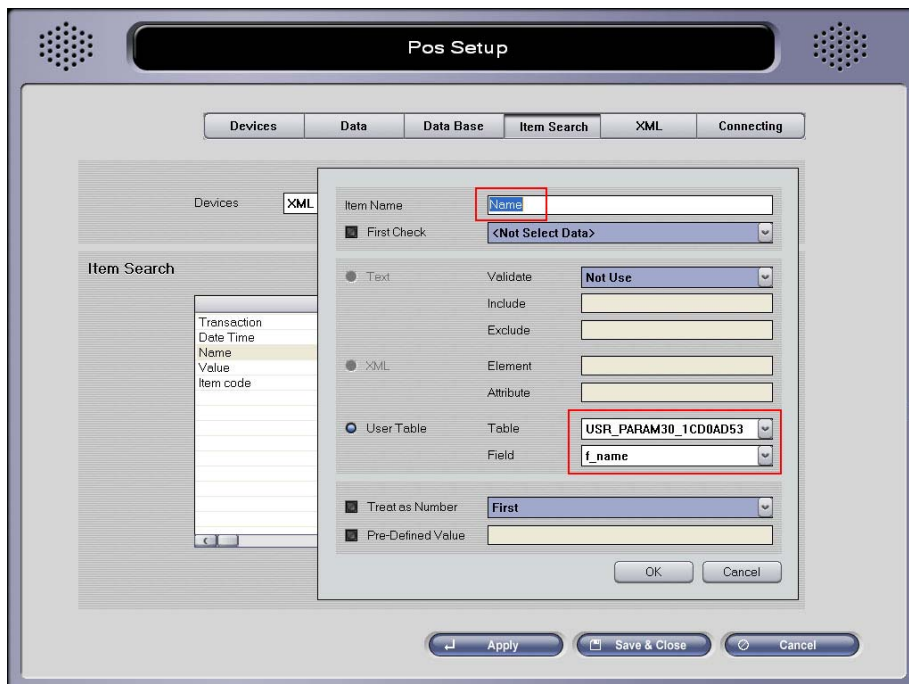 Pos Setup
Devices Data Data Base Item Search XML Connecting
Devices XML
Item Name Name
First Check <Not Select Data>
Item Search
Text Validate Not Use
Include
Exclude
Transaction
Date Time
Name
Value
Item code
XML Element
Attribute
User Table Table USR_PARAM30_1CD0AD53
Field f_name
Treat as Number First
Pre-Defined Value
OK Cancel
Apply Save & Close Cancel